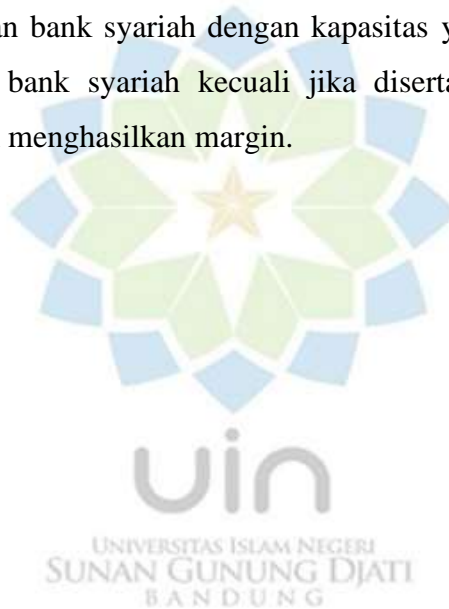 an bank syariah dengan kapasitas
bank syariah kecuali jika
menghasilkan margin.
uin
UNIVERSITAS ISLAM NEGERI
SUNAN GUNUNG DJATI
BANDUNG